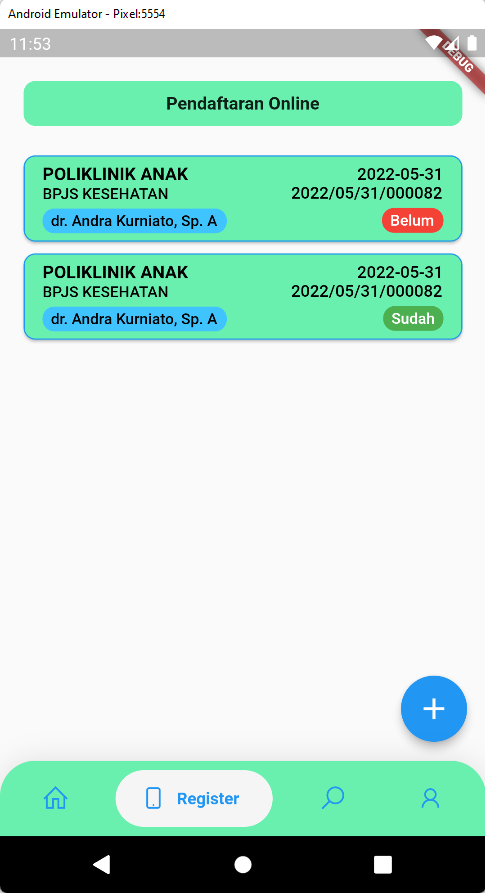 Android Emulator - Pixel:5554
11:53
DEBUG
Pendaftaran Online
POLIKLINIK ANAK 2022-05-31
BPJS KESEHATAN 2022/05/31/000082
dr. Andra Kurniato, Sp. A Belum
POLIKLINIK ANAK 2022-05-31
BPJS KESEHATAN 2022/05/31/000082
dr. Andra Kurniato, Sp. A Sudah
Register